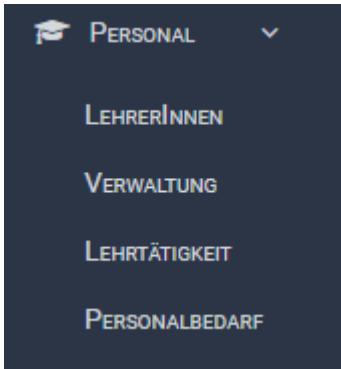 Personal
LehrerInnen
Verwaltung
Lehrtätigkeit
Personalbedarf